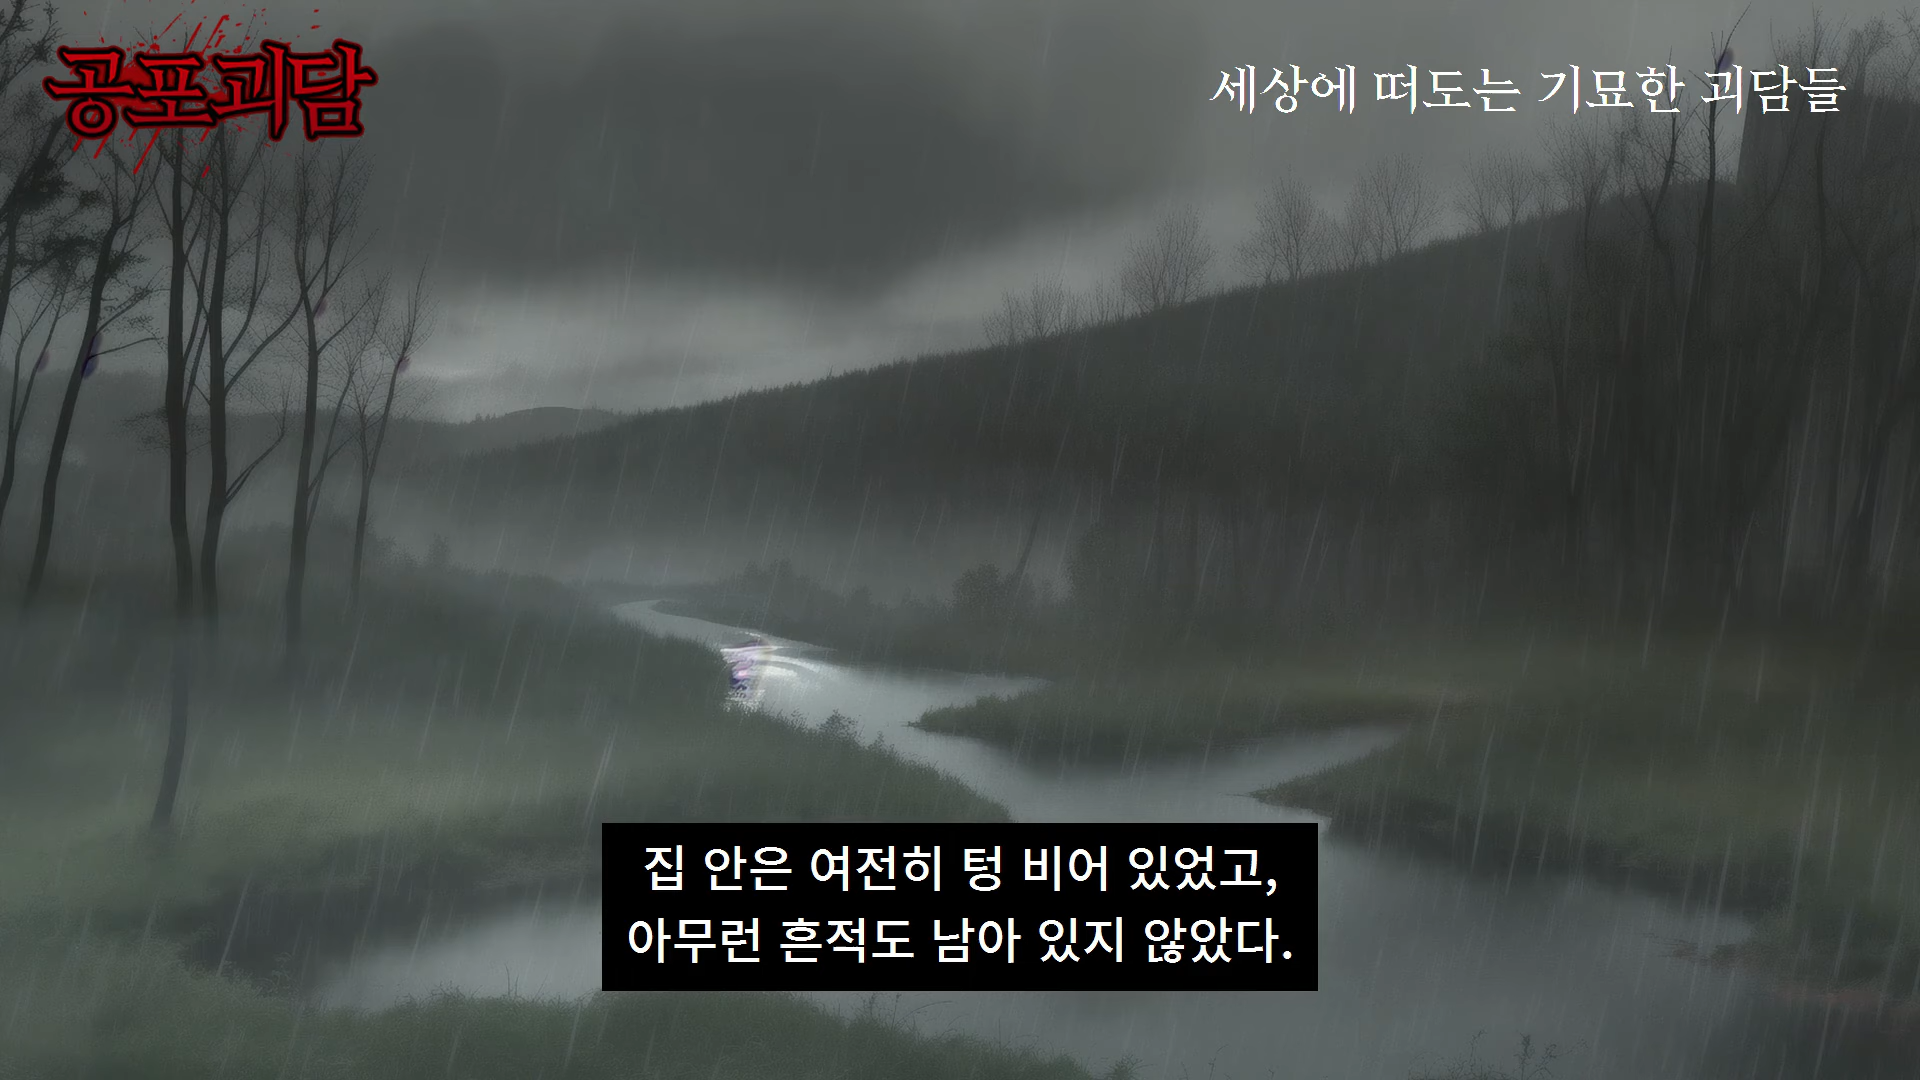 공포괴담
세상에 떠도는 기묘한 괴담들
집 안은 여전히 텅 비어 있었고,
아무런 흔적도 남아 있지 않았다.